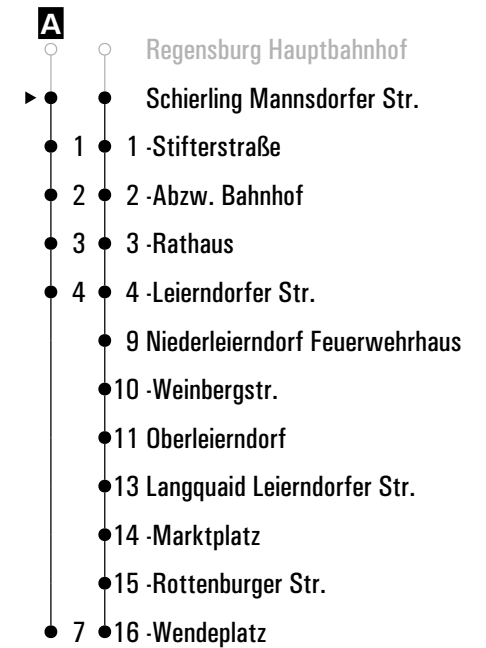 A
Regensburg Hauptbahnhof
Schierling Mannsdorfer Str.
1 1 -Stifterstraße
2 2 -Abzw. Bahnhof
3 3 -Rathaus
4 4 -Leierndorfer Str.
9 Niederleierndorf Feuerwehrhaus
10 -Weinbergstr.
11 Oberleierndorf
13 Langquaid Leierndorfer Str.
14 -Marktplatz
15 -Rottenburger Str.
7 16 -Wendeplatz